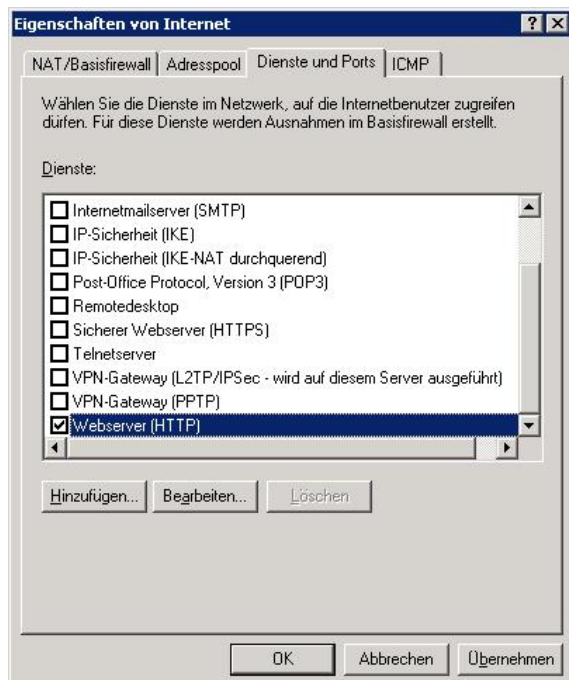 Eigenschaften von Internet
NAT/Basisfirewall Adresspool Dienste und Ports ICMP
Wählen Sie die Dienste im Netzwerk, auf die Internetbenutzer zugreifen
dürfen. Für diese Dienste werden Ausnahmen im Basisfirewall erstellt.
Dienste:
Internetmailserver (SMTP)
IP-Sicherheit (IKE)
IP-Sicherheit (IKE-NAT durchquerend)
Post-Office Protocol, Version 3 (POP3)
Remotedesktop
Sicherer Webserver (HTTPS)
Telnetserver
VPN-Gateway (L2TP/IPSec - wird auf diesem Server ausgeführt)
VPN-Gateway (PPTP)
Webserver (HTTP)
Hinzufügen... Bearbeiten... Löschen
OK Abbrechen Übernehmen